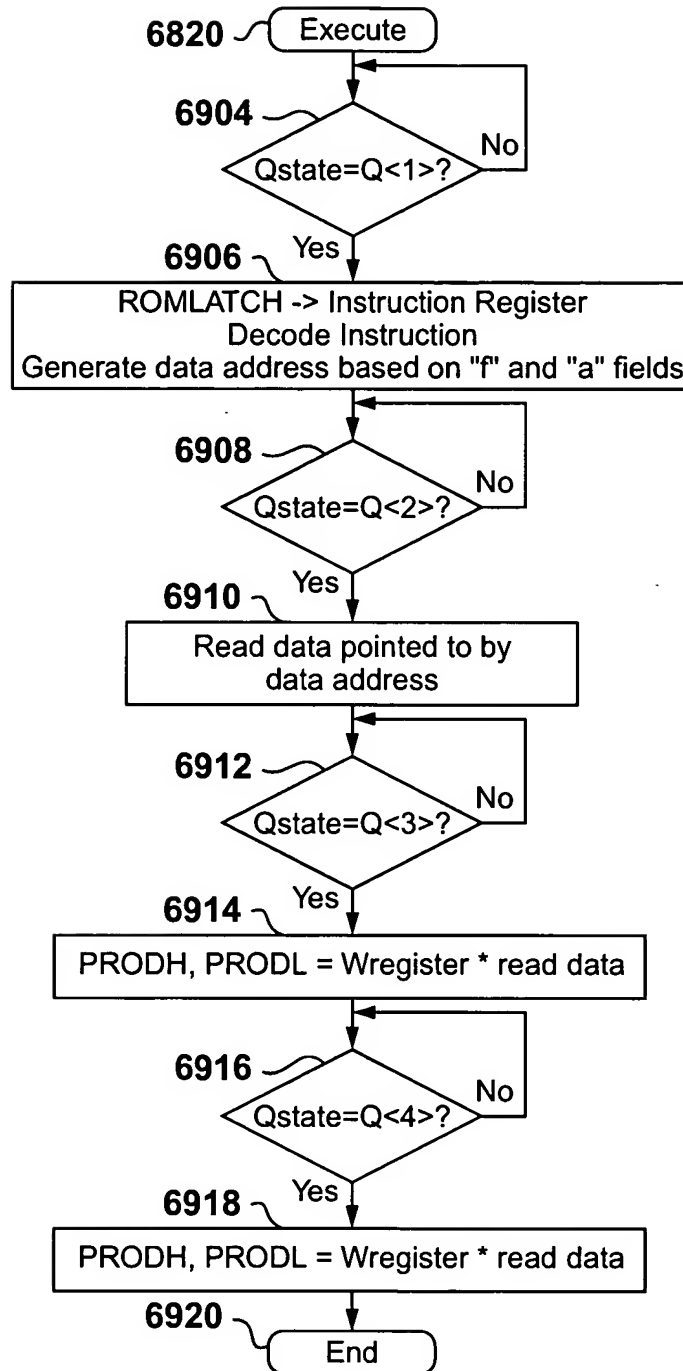 6820 Execute
6904
Qstate=Q<1>?
No
Yes
6906
ROMLATCH -> Instruction Register
Decode Instruction
Generate data address based on "f" and "a" fields
6908
Qstate=Q<2>?
No
Yes
6910
Read data pointed to by
data address
6912
Qstate=Q<3>?
No
Yes
6914
PRODH, PRODL = Wregister * read data
6916
Qstate=Q<4>?
No
Yes
6918
PRODH, PRODL = Wregister * read data
6920
End